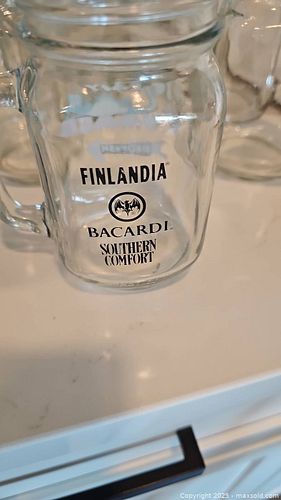 FINLANDIA®
BACARDI
SOUTHERN
COMFORT
Copyright 2023 - maxsold.com